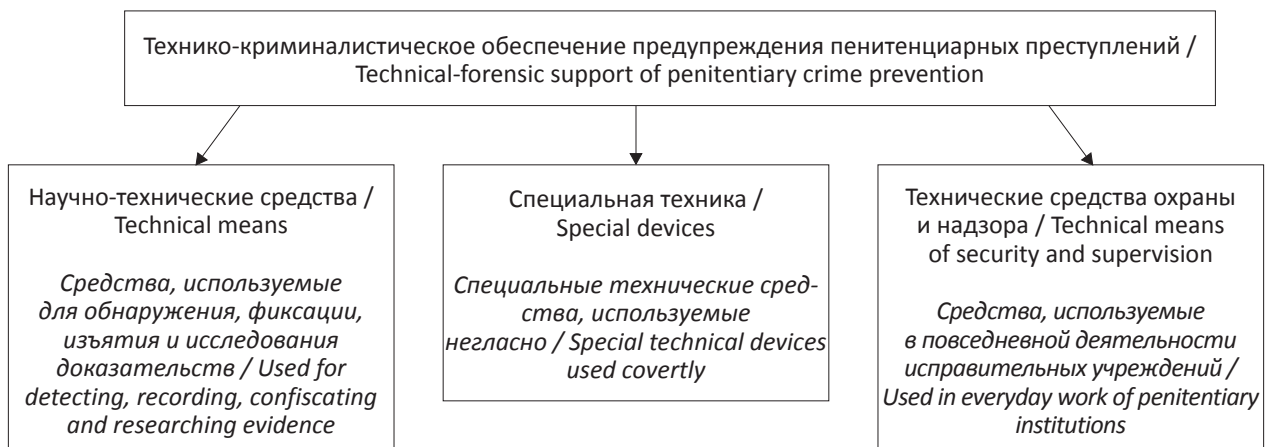 Технико-криминалистическое обеспечение предупреждения пенитенциарных преступлений /
Technical-forensic support of penitentiary crime prevention
Научно-технические средства /
Technical means
Средства, используемые
для обнаружения, фиксации,
изъятия и исследования
доказательств / Used for
detecting, recording, confiscating
and researching evidence
Специальная техника /
Special devices
Специальные технические сред-
ства, используемые
негласно / Special technical devices
used covertly
Технические средства охраны
и надзора / Technical means
of security and supervision
Средства, используемые
в повседневной деятельности
исправительных учреждений /
Used in everyday work of penitentiary
institutions